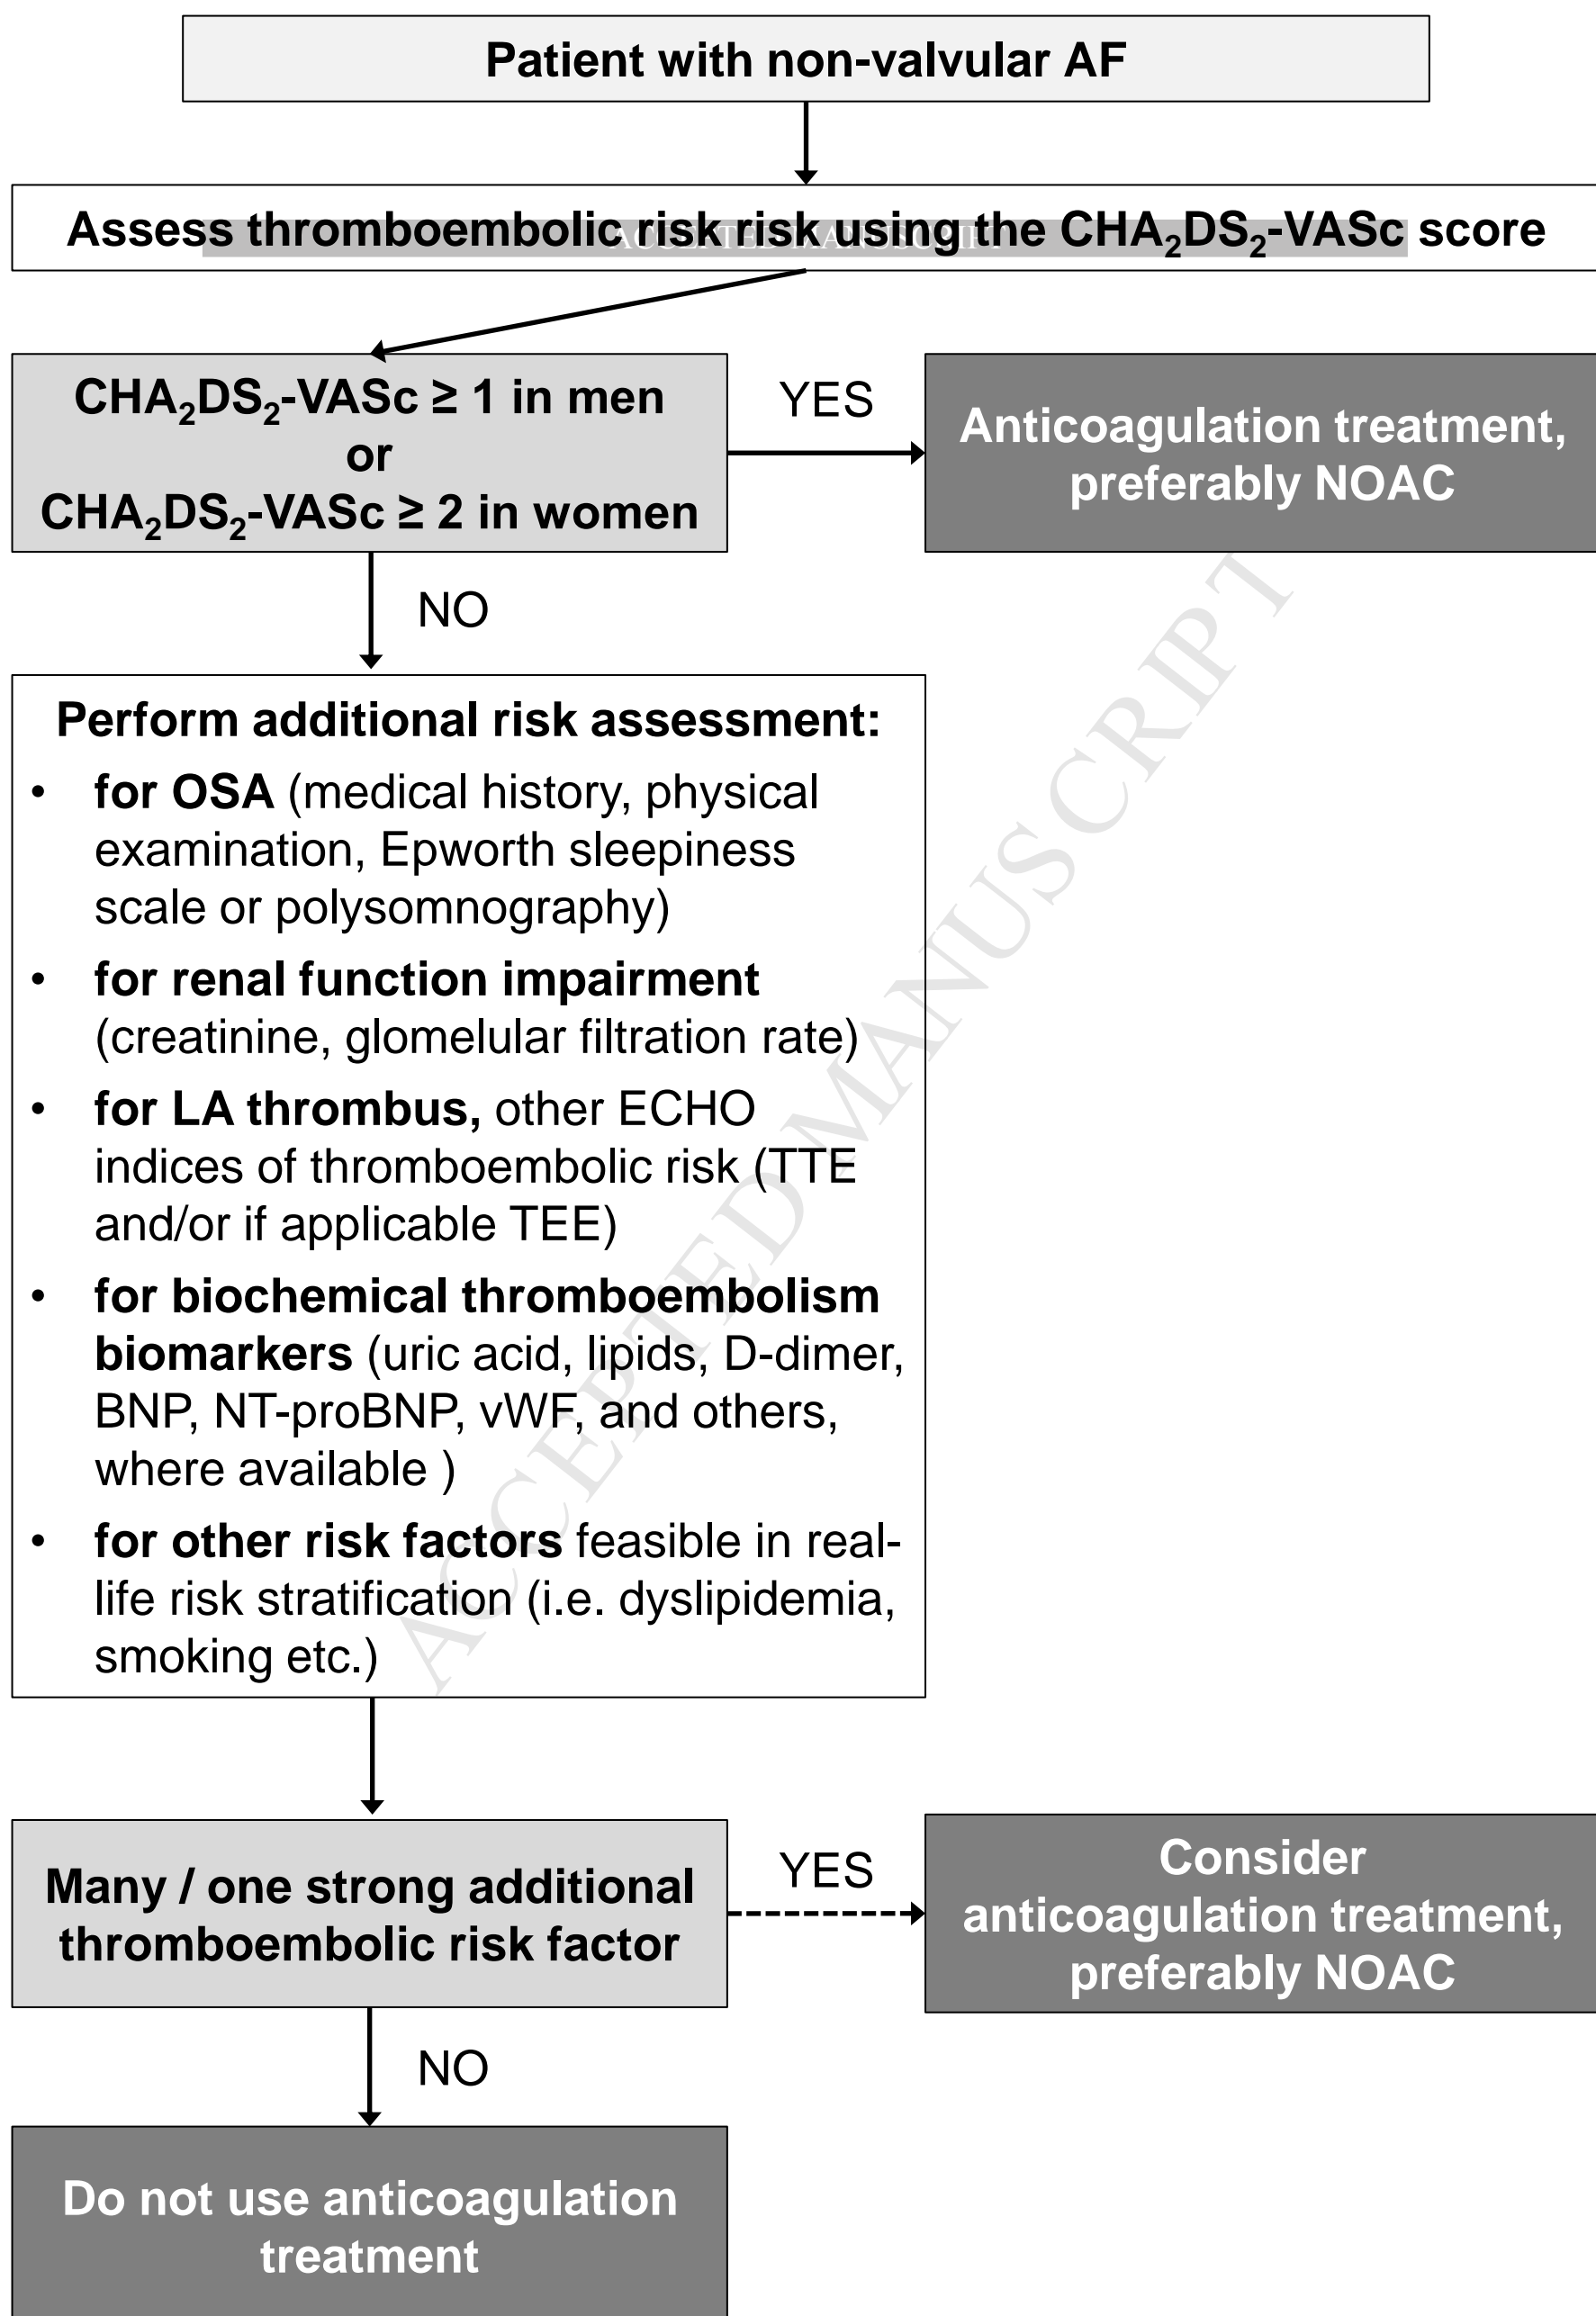 Patient with non-valvular AF
Assess thromboembolic risk risk using the CHA₂DS₂-VASc score
ACCEPTED MANUSCRIPT
CHA₂DS₂-VASc ≥ 1 in men
or
CHA₂DS₂-VASc ≥ 2 in women
YES
Anticoagulation treatment,
preferably NOAC
NO
Perform additional risk assessment:
• for OSA (medical history, physical
examination, Epworth sleepiness
scale or polysomnography)
• for renal function impairment
(creatinine, glomelular filtration rate)
• for LA thrombus, other ECHO
indices of thromboembolic risk (TTE
and/or if applicable TEE)
• for biochemical thromboembolism
biomarkers (uric acid, lipids, D-dimer,
BNP, NT-proBNP, vWF, and others,
where available )
• for other risk factors feasible in real-
life risk stratification (i.e. dyslipidemia,
smoking etc.)
ACCEPTED MANUSCRIPT
Many / one strong additional
thromboembolic risk factor
YES
Consider
anticoagulation treatment,
preferably NOAC
NO
Do not use anticoagulation
treatment